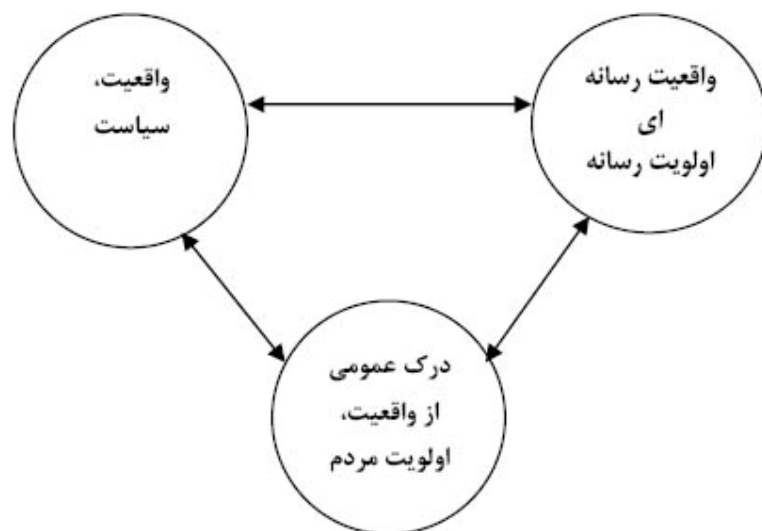 واقعیت رسانه
ای
اولویت رسانه
واقعیت،
سیاست
درک عمومی
از واقعیت،
اولویت مردم